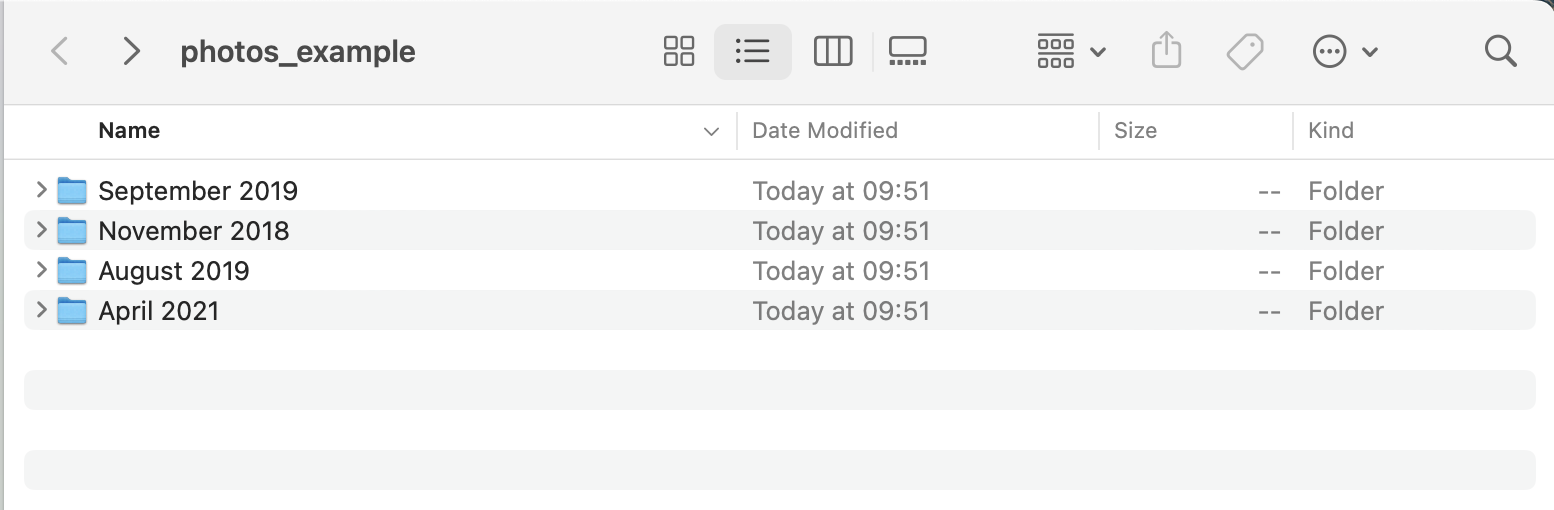 photos_example
Name Date Modified Size Kind
September 2019 Today at 09:51 -- Folder
November 2018 Today at 09:51 -- Folder
August 2019 Today at 09:51 -- Folder
April 2021 Today at 09:51 -- Folder